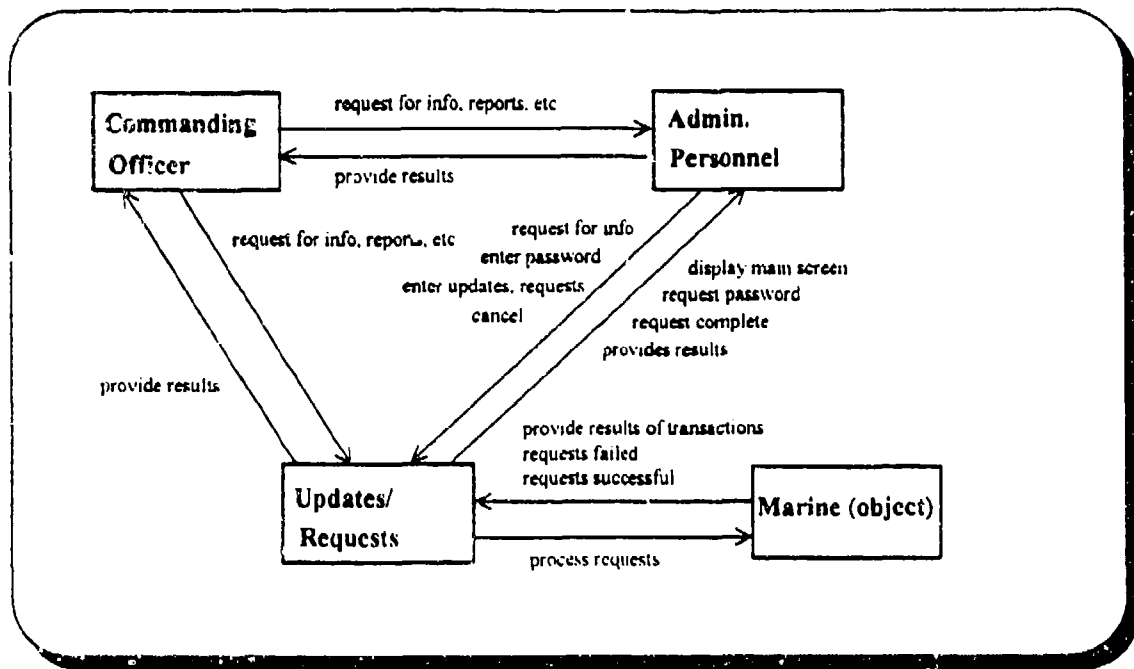 Commanding
Officer
request for info, reports, etc
Admin.
Personnel
provide results
request for info, reports, etc
request for info
enter password
enter updates, requests
cancel
display main screen
request password
request complete
provides results
provide results
provide results of transactions
requests failed
requests successful
Updates/
Requests
Marine (object)
process requests